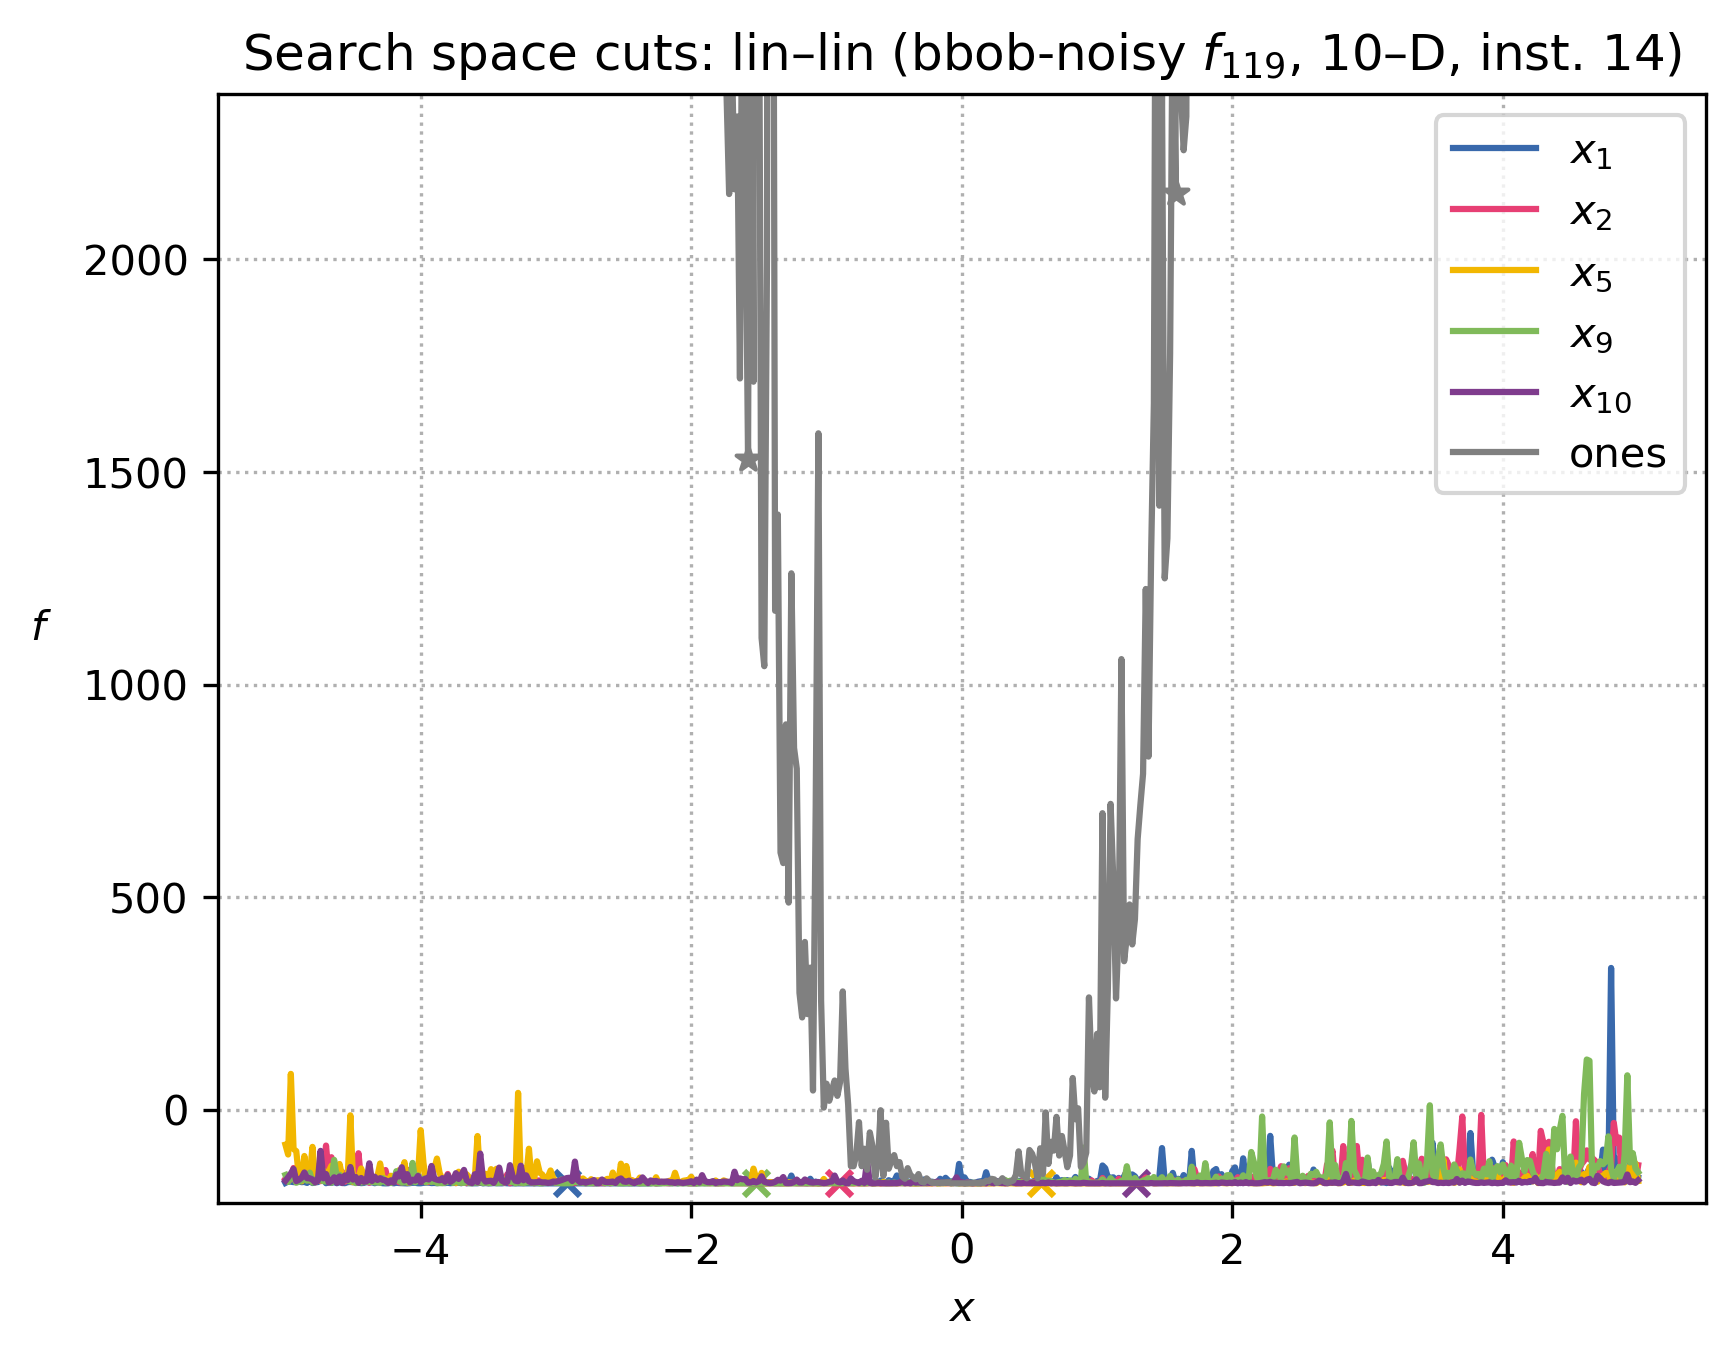 Search space cuts: lin–lin (bbob-noisy f₁₁₉, 10–D, inst. 14)
x₁
x₂
x₅
x₉
x₁₀
ones
2000
1500
1000
500
0
f
−4
−2
0
2
4
x